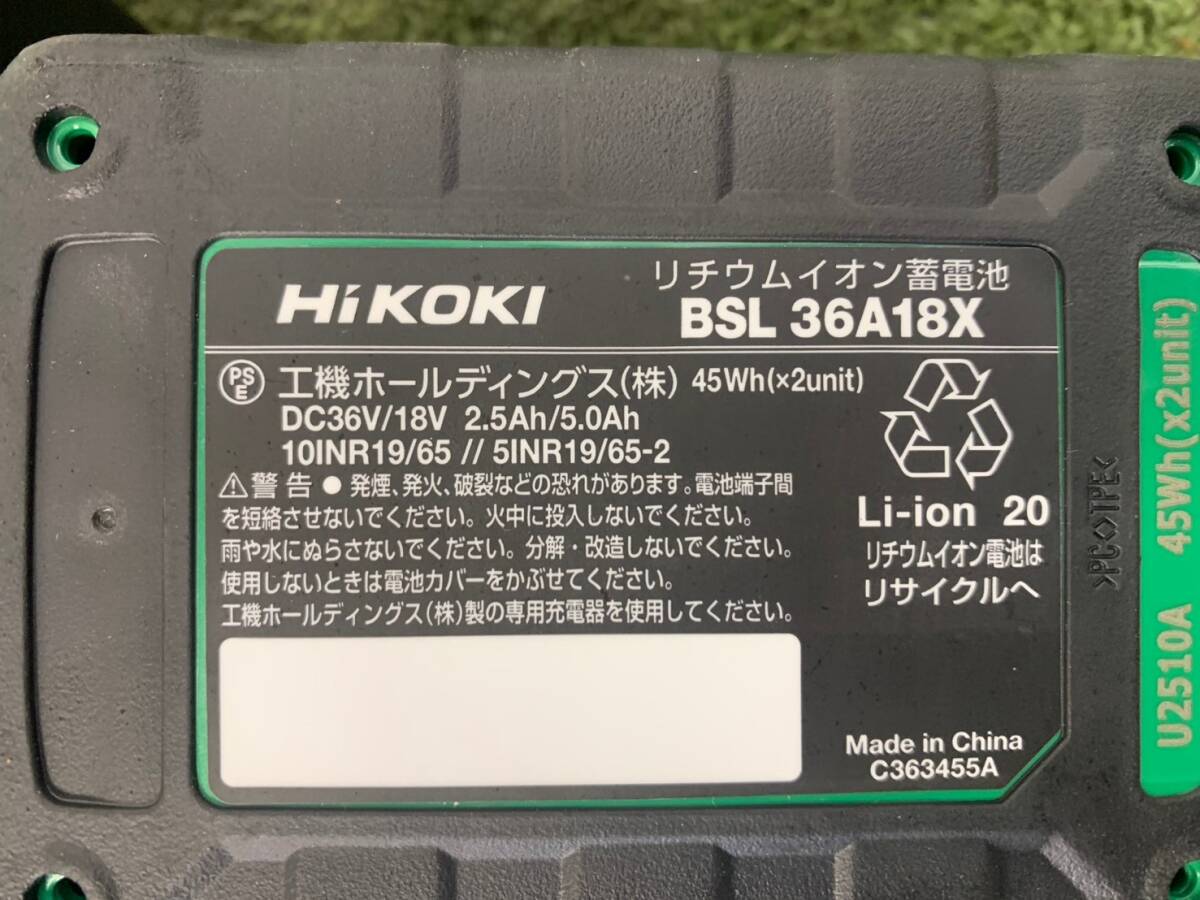 HiKOKI
リチウムイオン蓄電池
BSL 36A18X
PS
E
工機ホールディングス(株) 45Wh(×2unit)
DC36V/18V 2.5Ah/5.0Ah
10INR19/65 // 5INR19/65-2
⚠警告 ● 発煙、発火、破裂などの恐れがあります。電池端子間
を短絡させないでください。火中に投入しないでください。
雨や水にぬらさないでください。分解・改造しないでください。
使用しないときは電池カバーをかぶせてください。
工機ホールディングス(株)製の専用充電器を使用してください。
Li-ion 20
リチウムイオン電池は
リサイクルへ
Made in China
C363455A
>PC<>TPE<
U2510A 45Wh(x2unit)